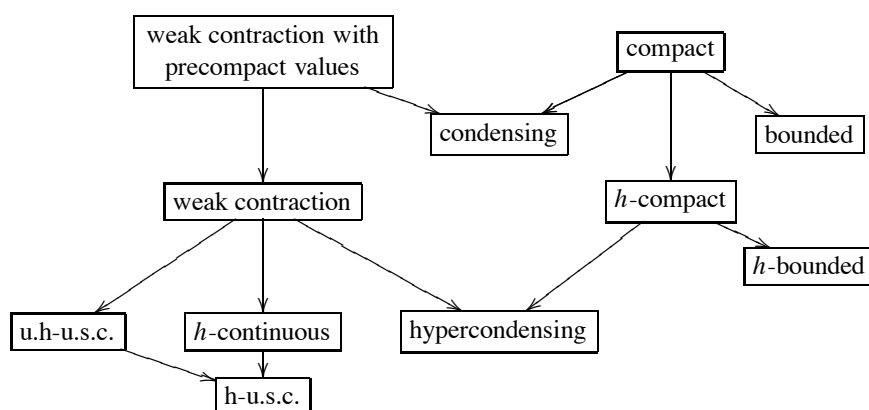 weak contraction with
precompact values
compact
condensing
bounded
weak contraction
h-compact
h-bounded
u.h-u.s.c.
h-continuous
hypercondensing
h-u.s.c.